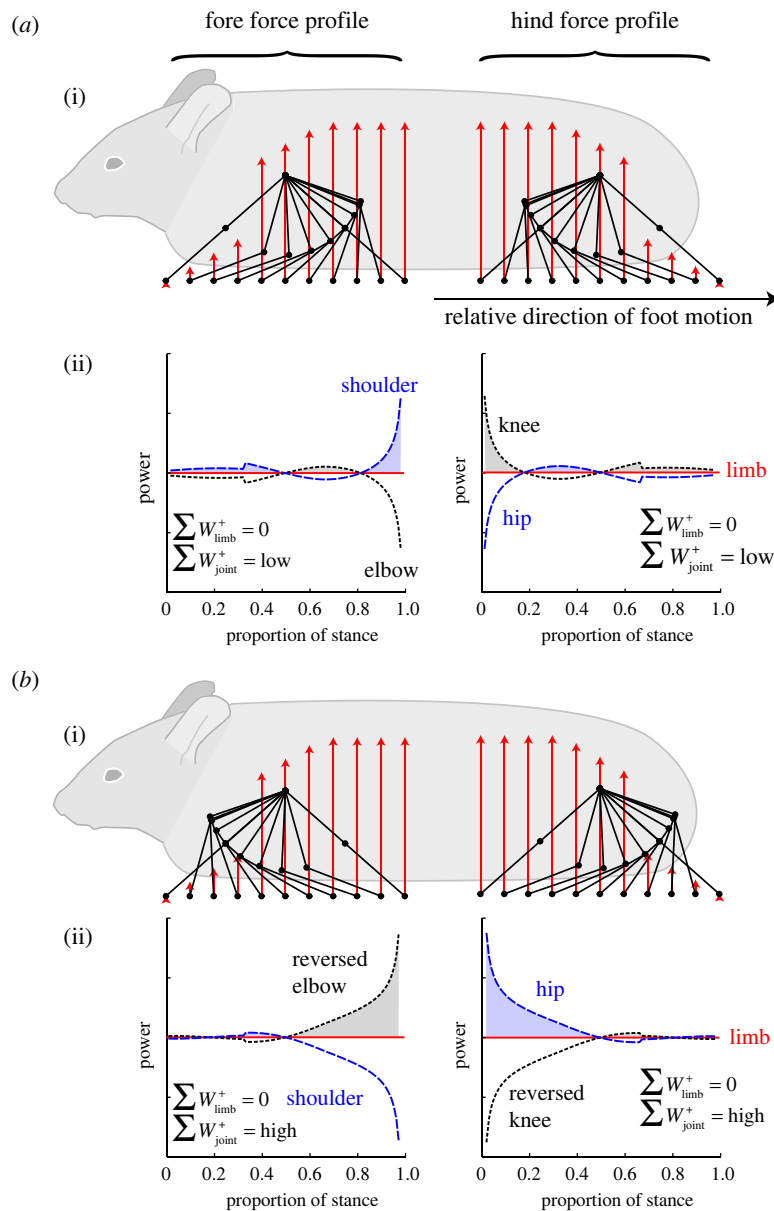 (a)
fore force profile
hind force profile
(i)
relative direction of foot motion
(ii)
power
shoulder
elbow
∑ W⁺limb = 0
∑ W⁺joint = low
0
0.2
0.4
0.6
0.8
1.0
proportion of stance
power
knee
hip
limb
∑ W⁺limb = 0
∑ W⁺joint = low
0
0.2
0.4
0.6
0.8
1.0
proportion of stance
(b)
(i)
(ii)
power
reversed
elbow
shoulder
∑ W⁺limb = 0
∑ W⁺joint = high
0
0.2
0.4
0.6
0.8
1.0
proportion of stance
power
hip
limb
reversed
knee
∑ W⁺limb = 0
∑ W⁺joint = high
0
0.2
0.4
0.6
0.8
1.0
proportion of stance